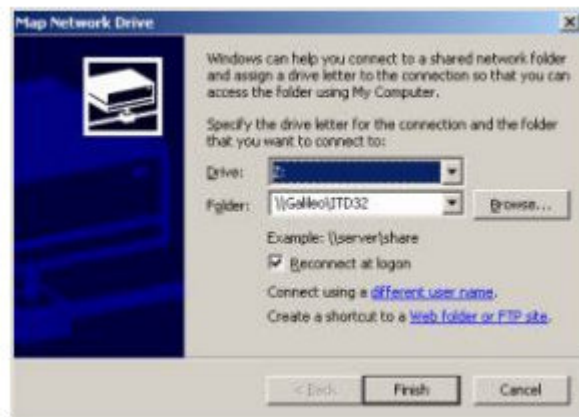 Map Network Drive
Windows can help you connect to a shared network folder
and assign a drive letter to the connection so that you can
access the folder using My Computer.
Specify the drive letter for the connection and the folder
that you want to connect to:
Drive:
Folder: \\Galileo\JTD32 Browse...
Example: \\server\share
Reconnect at logon
Connect using a different user name.
Create a shortcut to a Web folder or FTP site.
< Back Finish Cancel